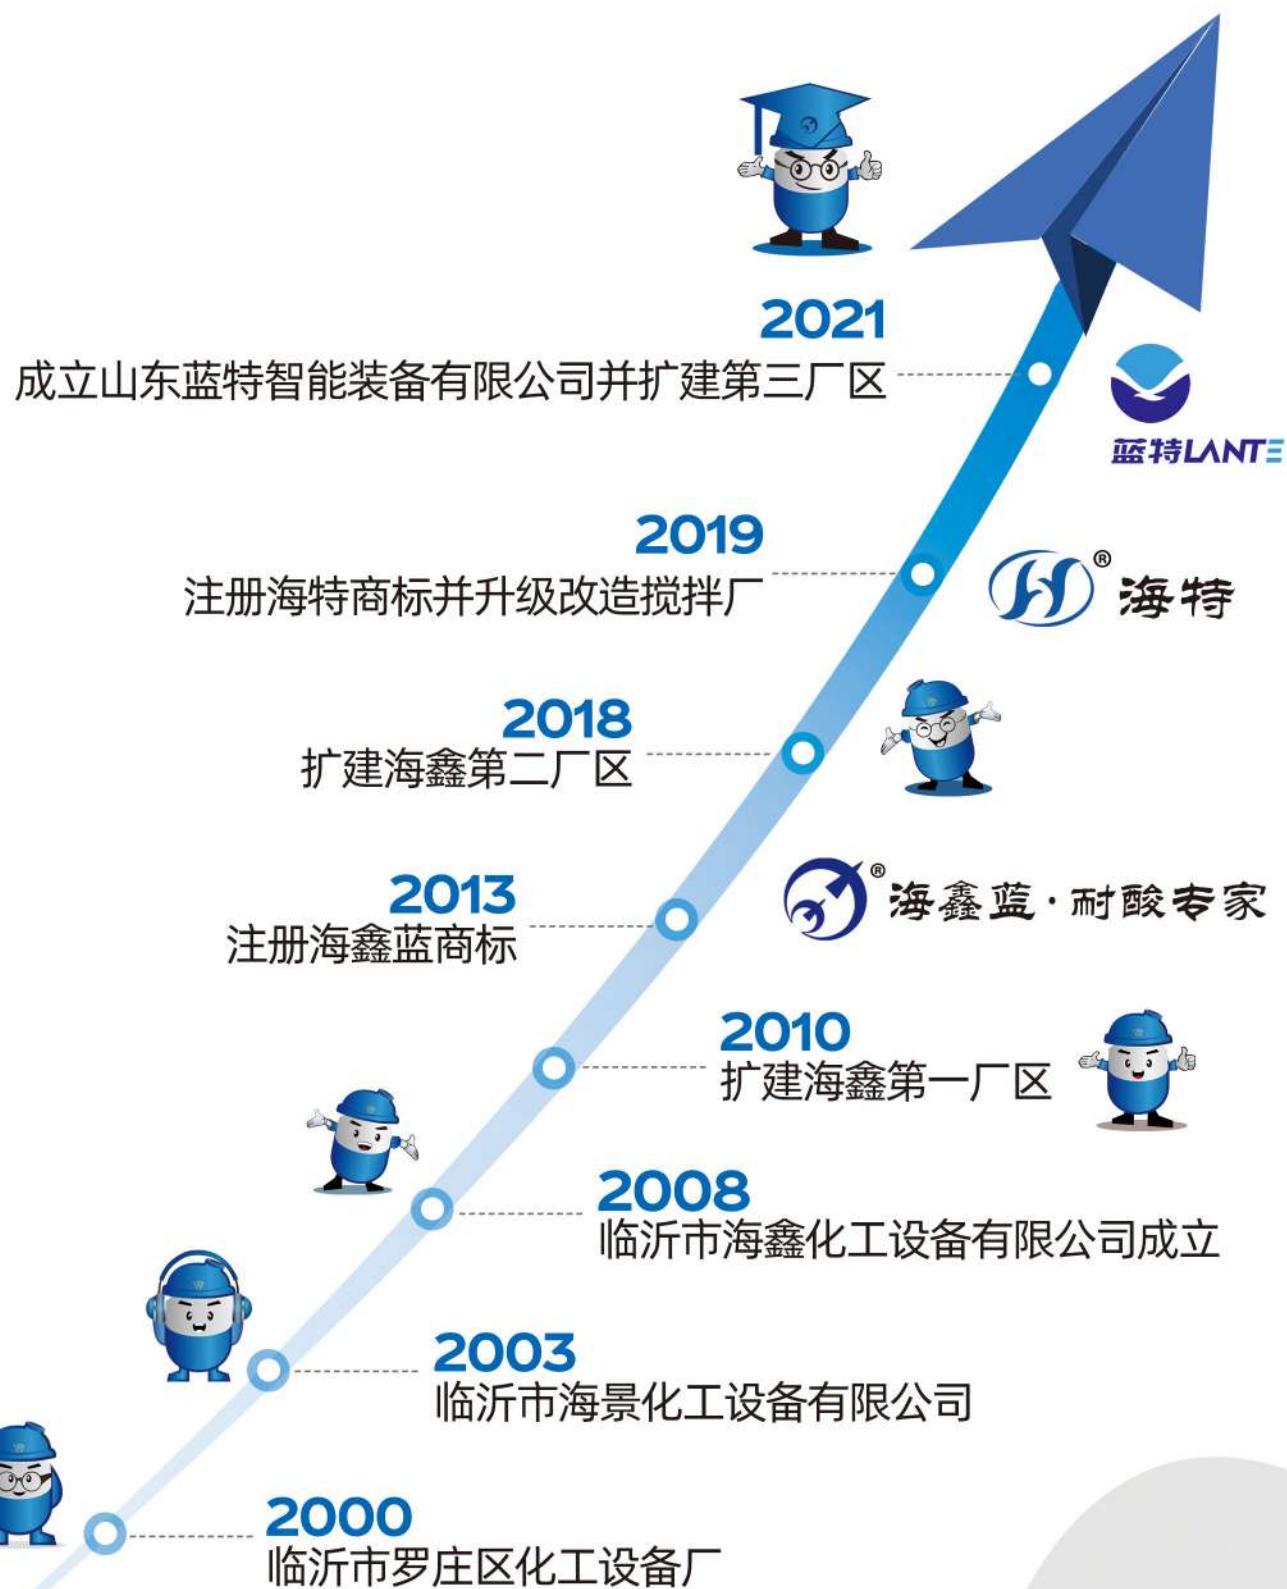 2021
成立山东蓝特智能装备有限公司并扩建第三厂区
蓝特LANTE
2019
注册海特商标并升级改造搅拌厂
®
海特
2018
扩建海鑫第二厂区
2013
注册海鑫蓝商标
®
海鑫蓝·耐酸专家
2010
扩建海鑫第一厂区
2008
临沂市海鑫化工设备有限公司成立
2003
临沂市海景化工设备有限公司
2000
临沂市罗庄区化工设备厂